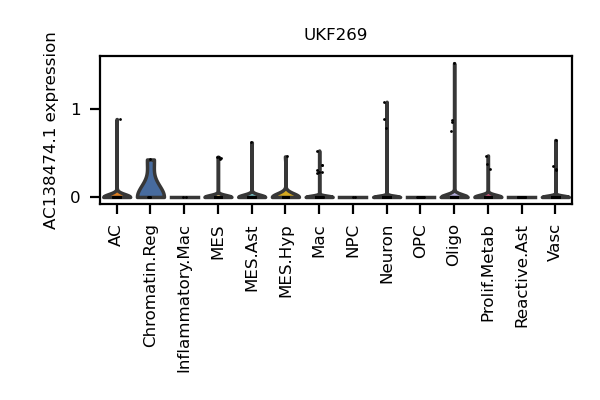 UKF269
AC138474.1 expression
1
0
AC
Chromatin.Reg
Inflammatory.Mac
MES
MES.Ast
MES.Hyp
Mac
NPC
Neuron
OPC
Oligo
Prolif.Metab
Reactive.Ast
Vasc